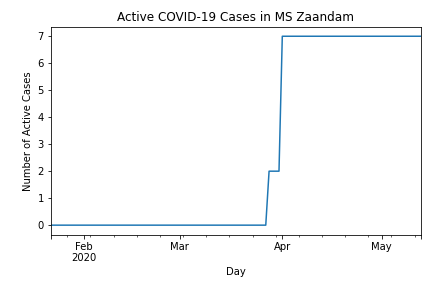 Active COVID-19 Cases in MS Zaandam
Number of Active Cases
7
6
5
4
3
2
1
0
Feb Mar Apr May
2020
Day